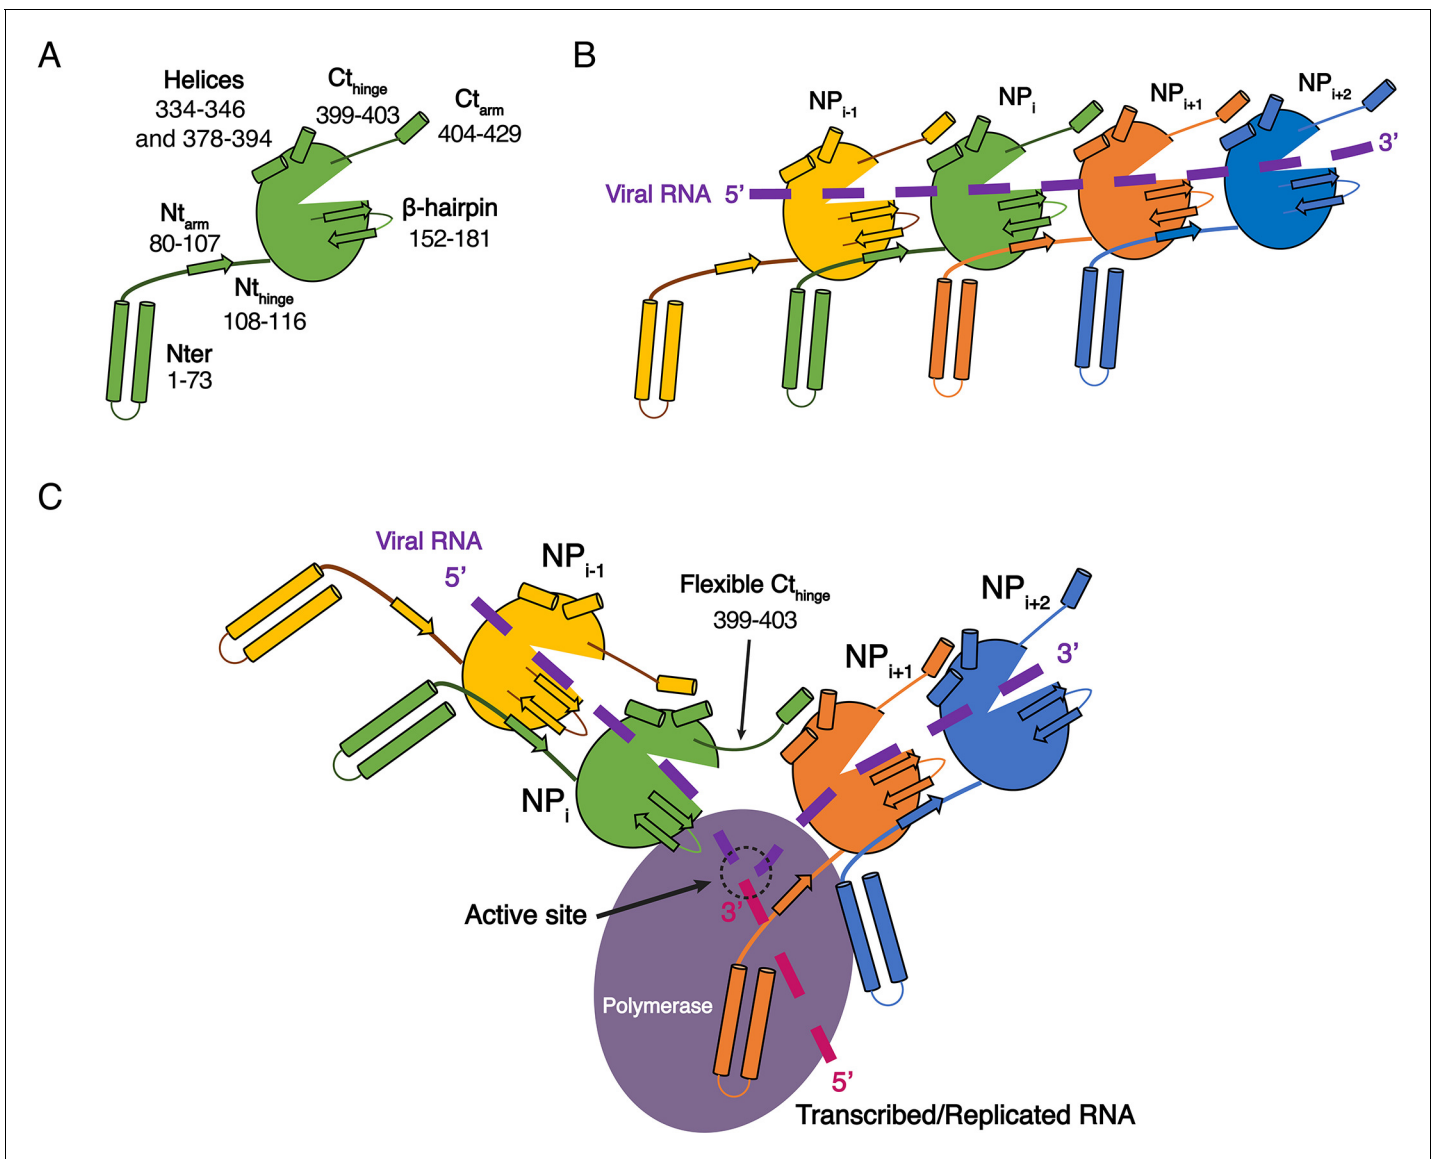 A
Helices
334-346
and 378-394
Cthinge
399-403
Ctarm
404-429
Ntarm
80-107
β-hairpin
152-181
Nthinge
108-116
Nter
1-73
B
NPi-1
NPi
NPi+1
NPi+2
Viral RNA 5’
3’
C
Viral RNA
5’
NPi-1
Flexible Cthinge
399-403
NPi+2
NPi+1
3’
NPi
Active site
3’
Polymerase
5’
Transcribed/Replicated RNA